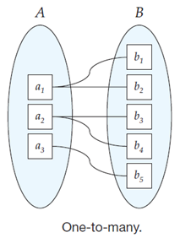 A B
b₁
a₁ b₂
a₂ b₃
a₃ b₄
b₅
One-to-many.